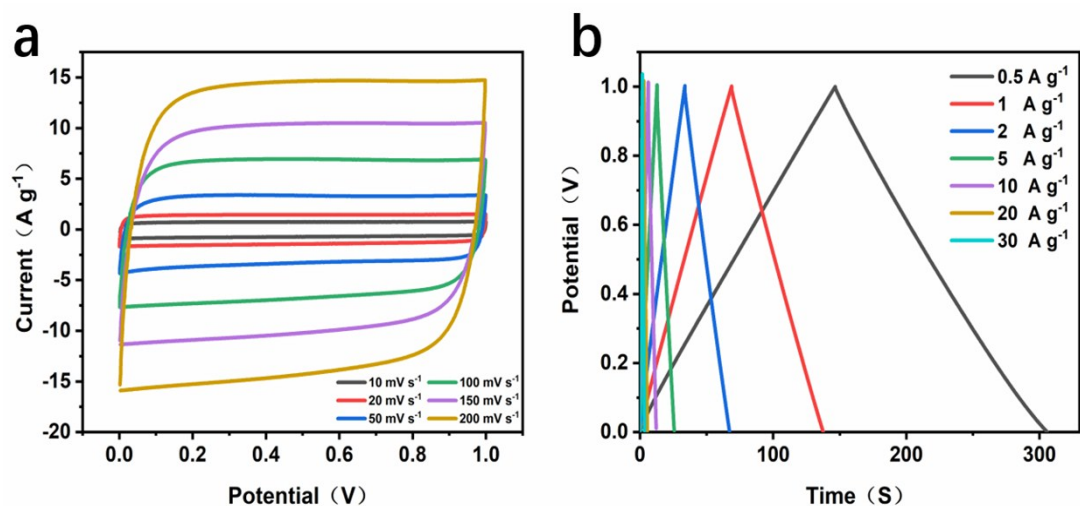 a
Current（A g⁻¹）
15
10
5
0
-5
-10
-15
-20
0.0 0.2 0.4 0.6 0.8 1.0
Potential（V）
10 mV s⁻¹ 100 mV s⁻¹
20 mV s⁻¹ 150 mV s⁻¹
50 mV s⁻¹ 200 mV s⁻¹
b
Potential（V）
1.0
0.8
0.6
0.4
0.2
0.0
0 100 200 300
Time（S）
0.5 A g⁻¹
1 A g⁻¹
2 A g⁻¹
5 A g⁻¹
10 A g⁻¹
20 A g⁻¹
30 A g⁻¹